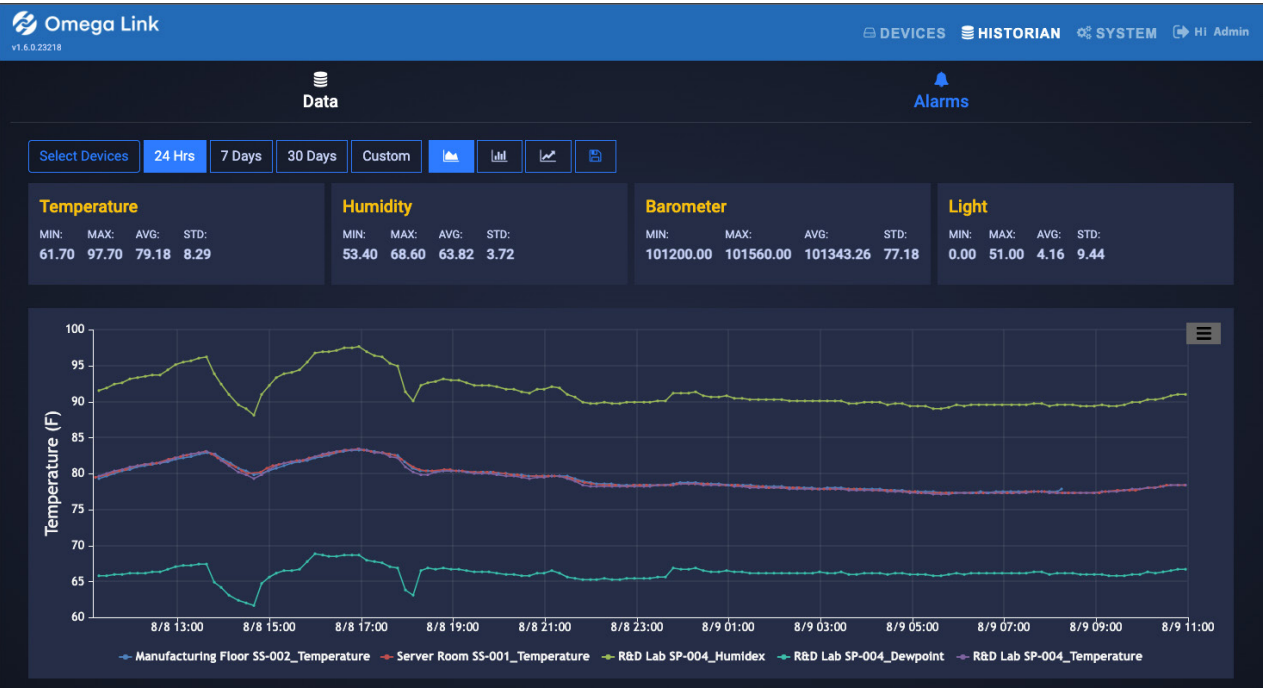 Omega Link
v1.6.0.23218
DEVICES HISTORIAN SYSTEM Hi Admin
Data
Alarms
Select Devices 24 Hrs 7 Days 30 Days Custom
Temperature
MIN: MAX: AVG: STD:
61.70 97.70 79.18 8.29
Humidity
MIN: MAX: AVG: STD:
53.40 68.60 63.82 3.72
Barometer
MIN: MAX: AVG: STD:
101200.00 101560.00 101343.26 77.18
Light
MIN: MAX: AVG: STD:
0.00 51.00 4.16 9.44
Temperature (F)
100
95
90
85
80
75
70
65
60
8/8 13:00 8/8 15:00 8/8 17:00 8/8 19:00 8/8 21:00 8/8 23:00 8/9 01:00 8/9 03:00 8/9 05:00 8/9 07:00 8/9 09:00 8/9 11:00
Manufacturing Floor SS-002_Temperature Server Room SS-001_Temperature R&D Lab SP-004_Humidex R&D Lab SP-004_Dewpoint R&D Lab SP-004_Temperature